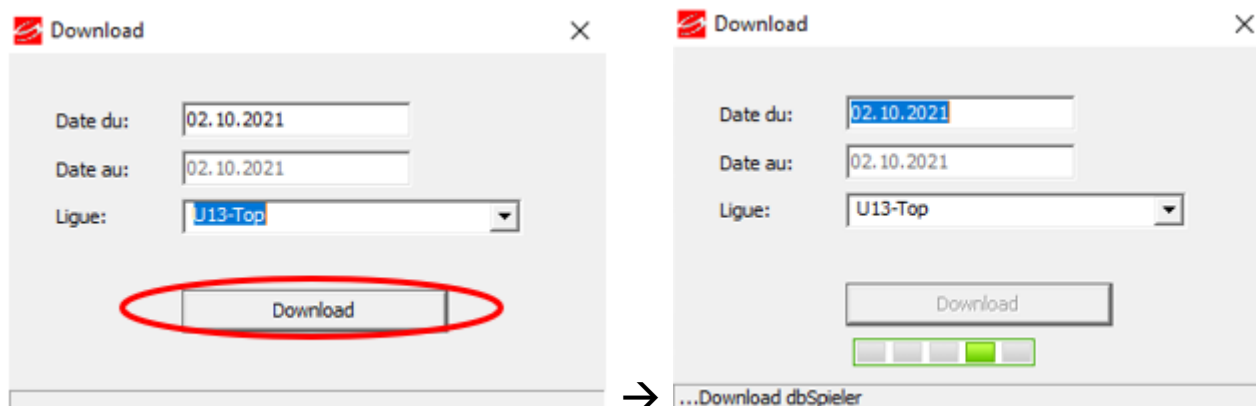 Download
Date du: 02.10.2021
Date au: 02.10.2021
Ligue: U13-Top
Download
→
Download
Date du: 02.10.2021
Date au: 02.10.2021
Ligue: U13-Top
Download
...Download dbSpieler